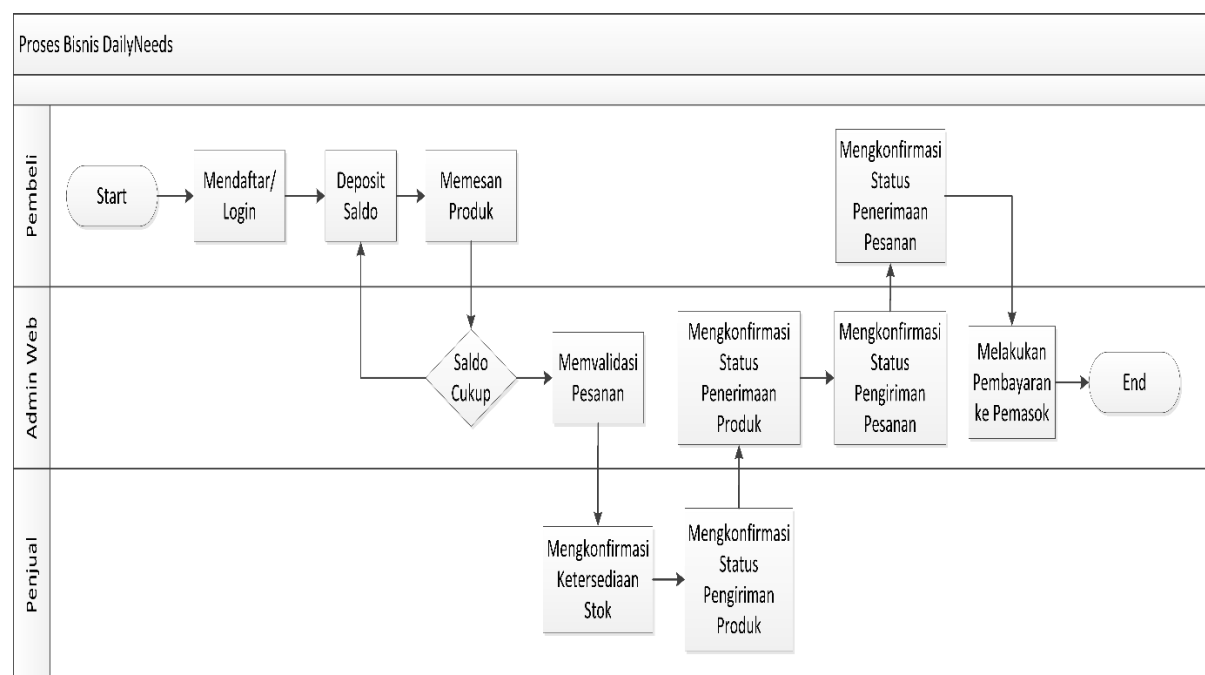 Proses Bisnis DailyNeeds
Pembeli
Start
Mendaftar/
Login
Deposit
Saldo
Memesan
Produk
Mengkonfirmasi
Status
Penerimaan
Pesanan
Admin Web
Saldo
Cukup
Memvalidasi
Pesanan
Mengkonfirmasi
Status
Penerimaan
Produk
Mengkonfirmasi
Status
Pengiriman
Pesanan
Melakukan
Pembayaran
ke Pemasok
End
Penjual
Mengkonfirmasi
Ketersediaan
Stok
Mengkonfirmasi
Status
Pengiriman
Produk